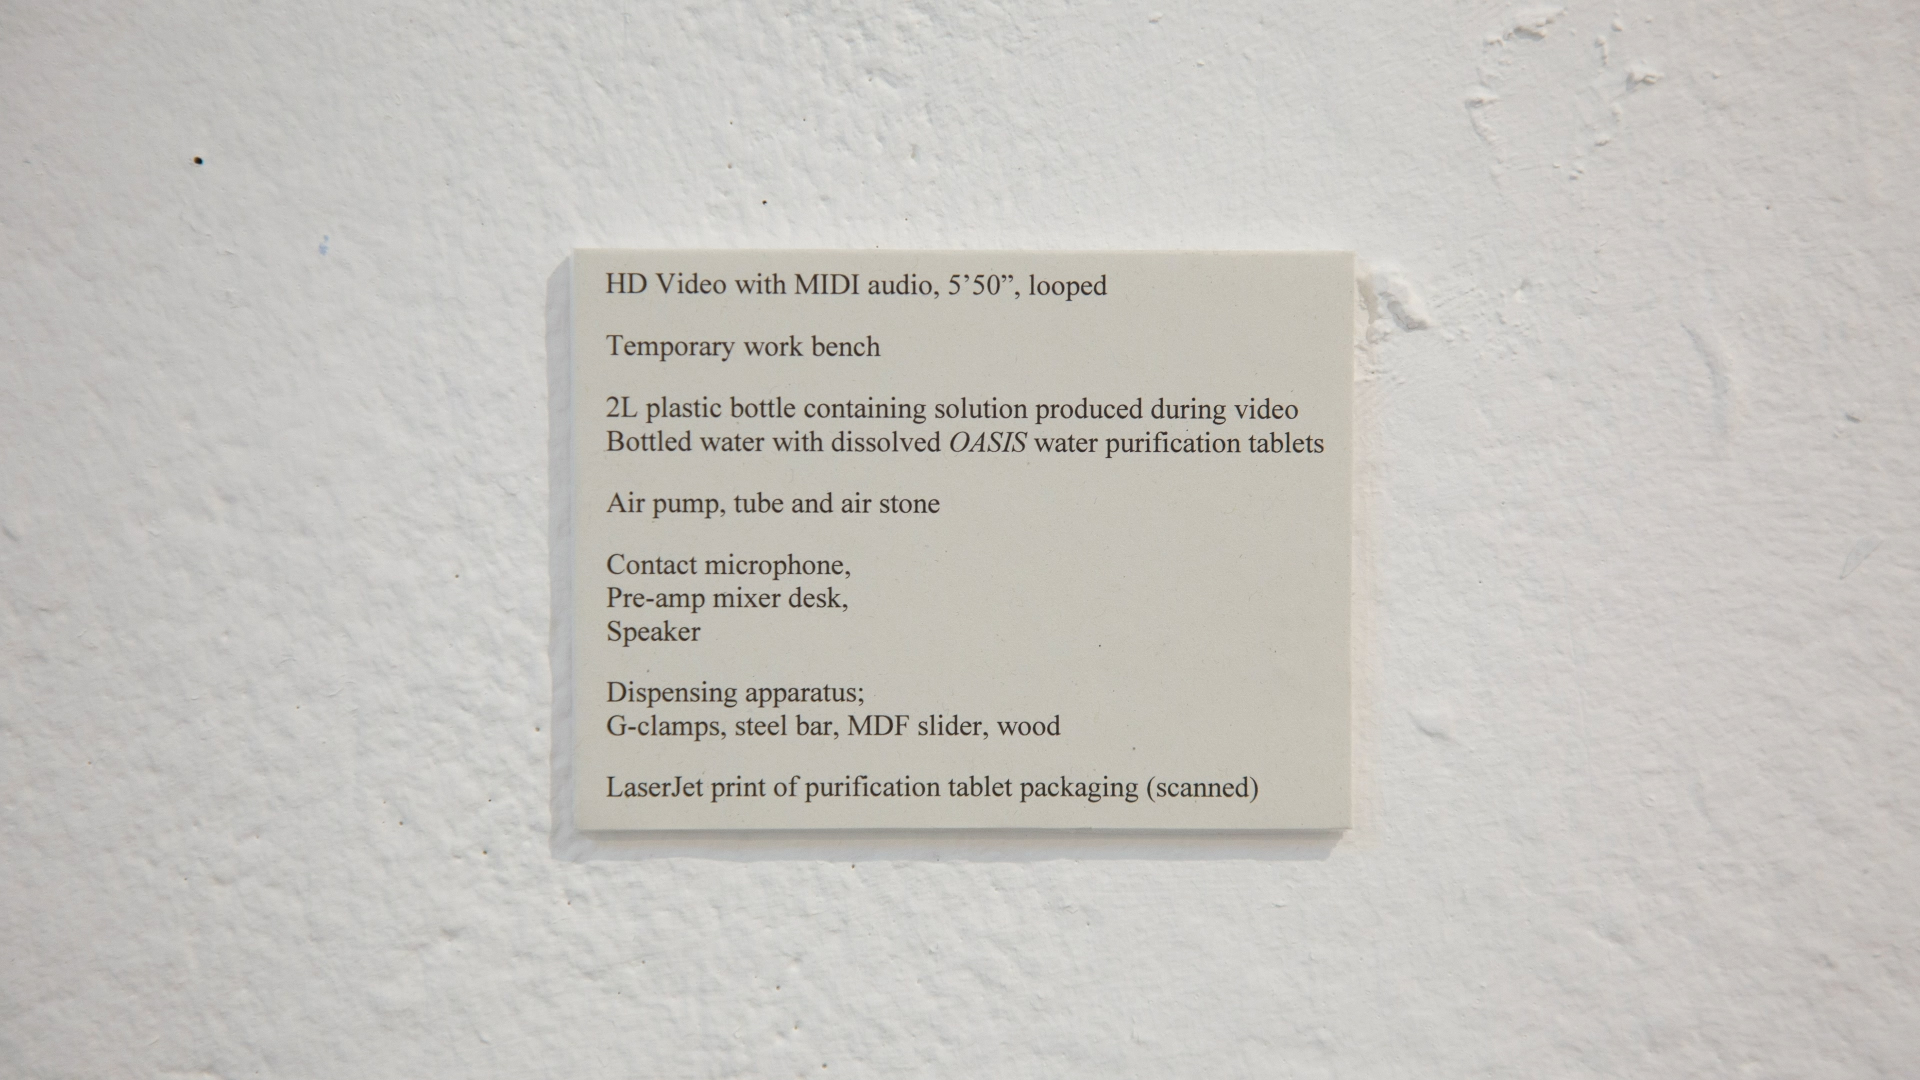 HD Video with MIDI audio, 5’50”, looped
Temporary work bench
2L plastic bottle containing solution produced during video
Bottled water with dissolved OASIS water purification tablets
Air pump, tube and air stone
Contact microphone,
Pre-amp mixer desk,
Speaker
Dispensing apparatus;
G-clamps, steel bar, MDF slider, wood
LaserJet print of purification tablet packaging (scanned)